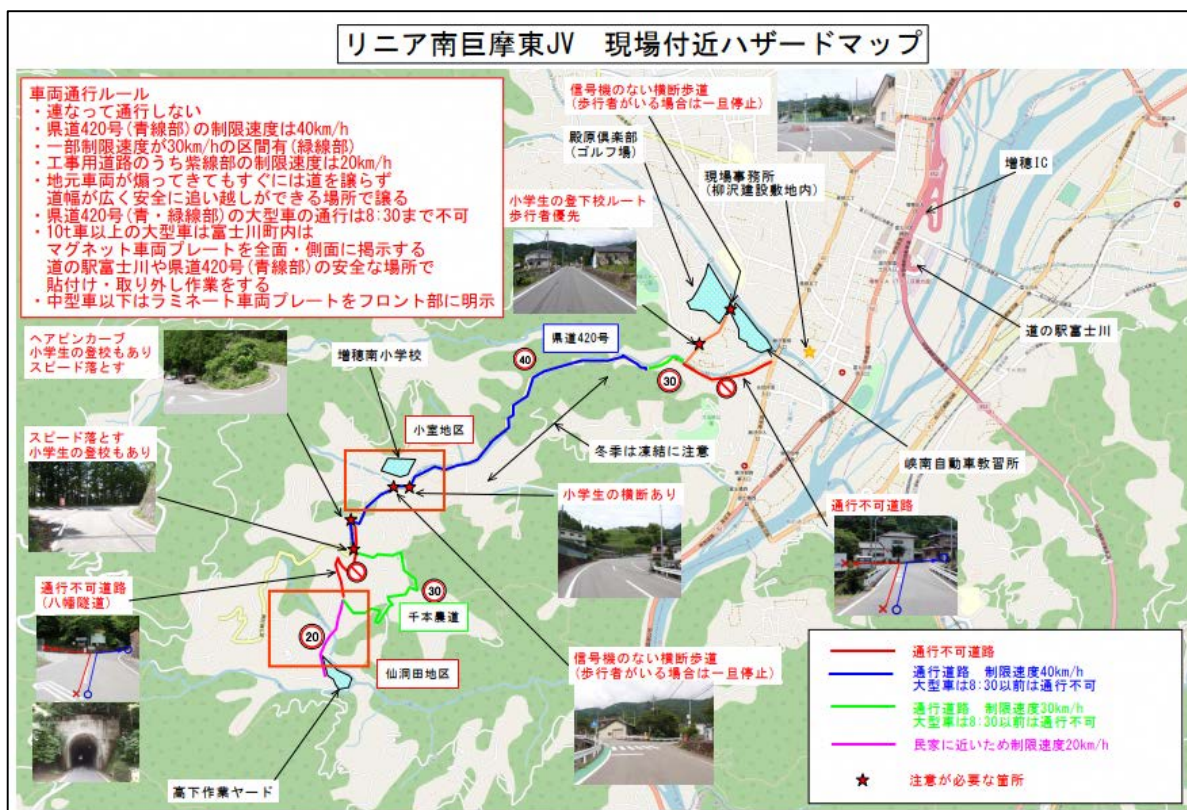 リニア南巨摩東JV　現場付近ハザードマップ
車両通行ルール
・連なって通行しない
・県道420号(青線部)の制限速度は40km/h
・一部制限速度が30km/hの区間有(緑線部)
・工事用道路のうち紫線部の制限速度は20km/h
・地元車両が煽ってきてもすぐには道を譲らず
道幅が広く安全に追い越しができる場所で譲る
・県道420号(青・緑線部)の大型車の通行は8:30まで不可
・10t車以上の大型車は富士川町内は
マグネット車両プレートを全面・側面に掲示する
道の駅富士川や県道420号(青線部)の安全な場所で
貼付け・取り外し作業をする
・中型車以下はラミネート車両プレートをフロント部に明示
信号機のない横断歩道
(歩行者がいる場合は一旦停止)
殿原倶楽部
(ゴルフ場)
現場事務所
(柳沢建設敷地内)
増穂IC
小学生の登下校ルート
歩行者優先
道の駅富士川
ヘアピンカーブ
小学生の登校もあり
スピード落とす
増穂南小学校
県道420号
40
30
小室地区
冬季は凍結に注意
峡南自動車教習所
スピード落とす
小学生の登校もあり
小学生の横断あり
通行不可道路
通行不可道路
(八幡隧道)
30
千本農道
20
仙洞田地区
信号機のない横断歩道
(歩行者がいる場合は一旦停止)
高下作業ヤード
通行不可道路
通行道路　制限速度40km/h
大型車は8:30以前は通行不可
通行道路　制限速度30km/h
大型車は8:30以前は通行不可
民家に近いため制限速度20km/h
注意が必要な箇所